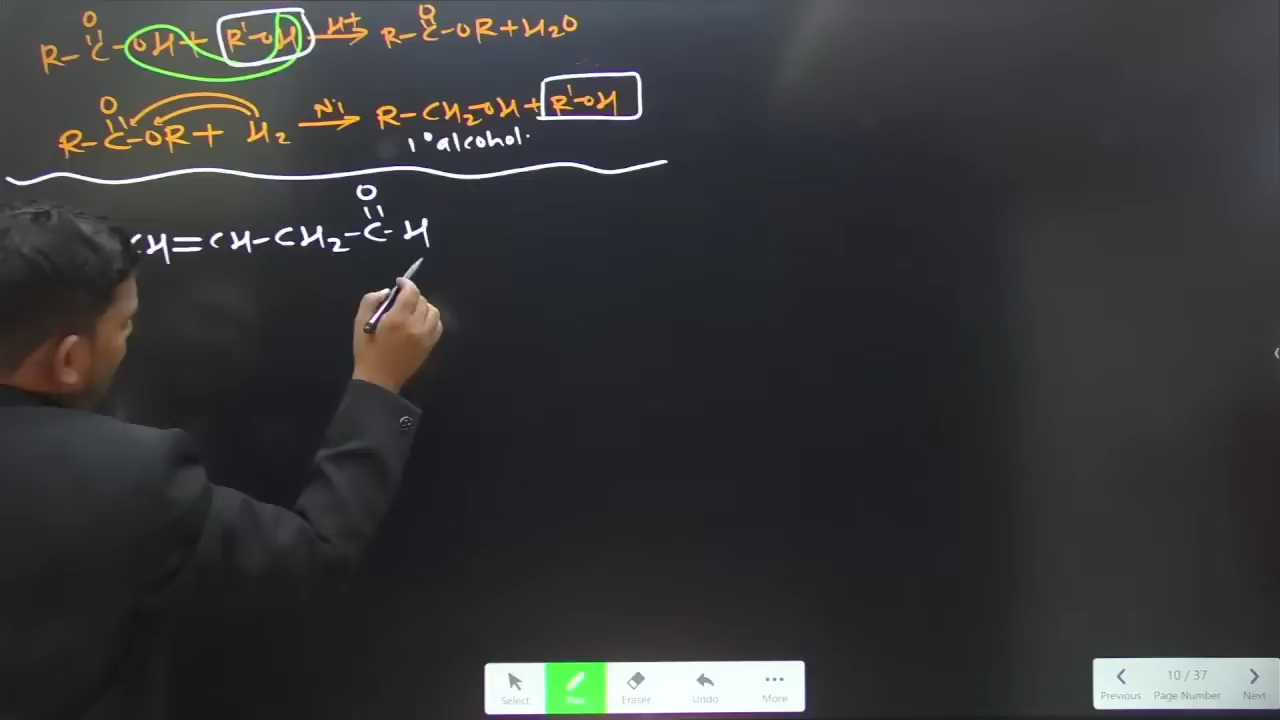 O
R-C-OH + R'-OH H+→ R-C-OR+H2O
O
R-C-OR+ H2 Ni→ R-CH2-OH+R'-OH
1° alcohol.
O
CH=CH-CH2-C-H
Select
Pen
Eraser
Undo
More
Previous
10 / 37
Page Number
Next